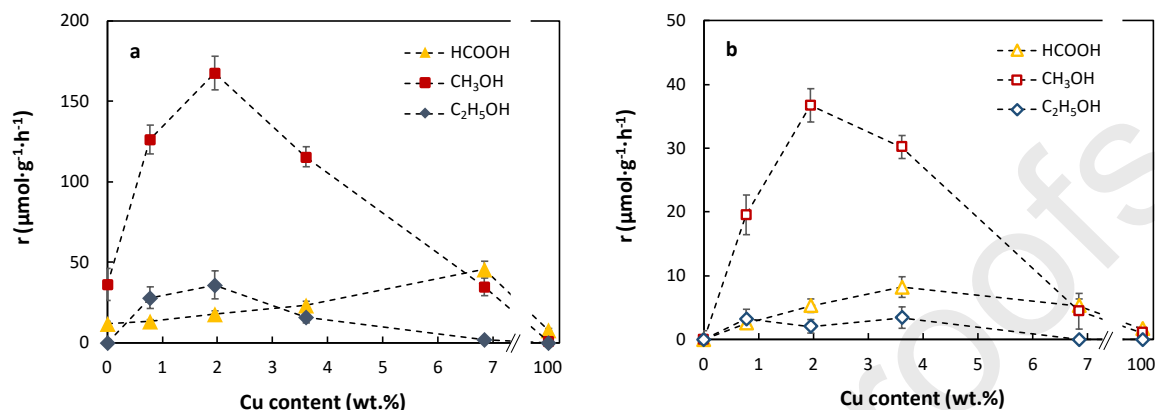 200
150
100
50
0
r (µmol·g⁻¹·h⁻¹)
a
HCOOH
CH₃OH
C₂H₅OH
0 1 2 3 4 5 6 7 // 100
Cu content (wt.%)
50
40
30
20
10
0
r (µmol·g⁻¹·h⁻¹)
b
HCOOH
CH₃OH
C₂H₅OH
0 1 2 3 4 5 6 7 // 100
Cu content (wt.%)
roofs